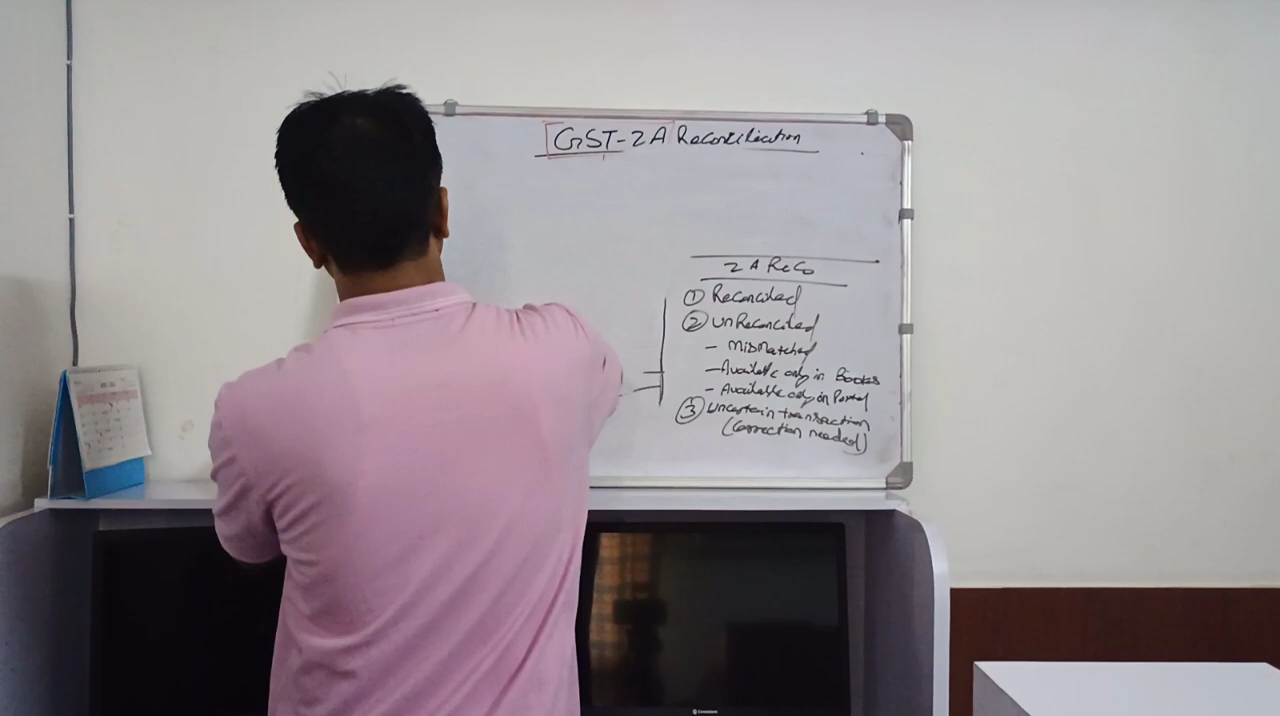 GST-2A Reconciliation
2A Reco
① Reconciled
② UnReconciled
- Mismatched
- Available only in Books
- Available only in Portal
③ Uncertain transaction
(Correction needed)